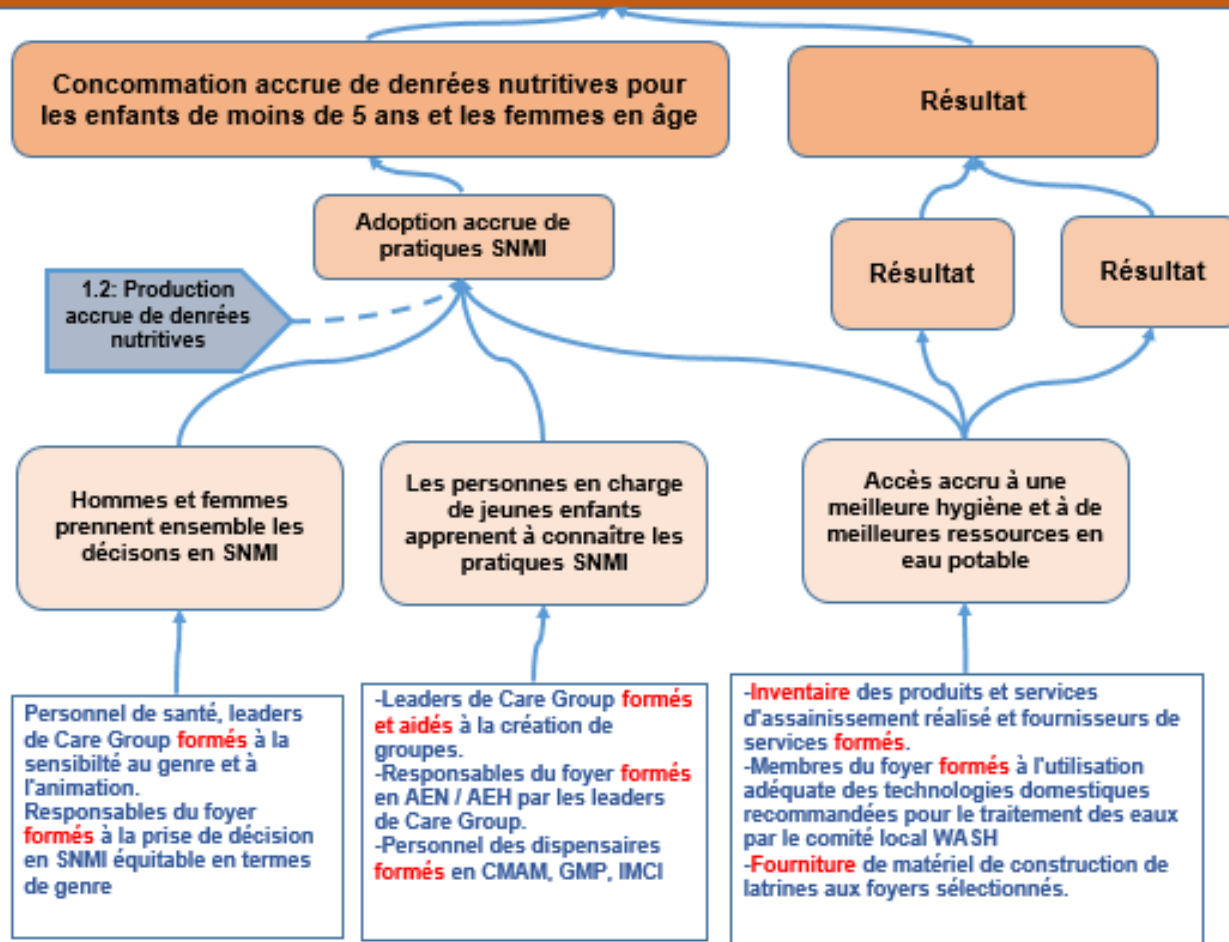 Concommation accrue de denrées nutritives pour
les enfants de moins de 5 ans et les femmes en âge
Résultat
Adoption accrue de
pratiques SNMI
Résultat
Résultat
1.2: Production
accrue de denrées
nutritives
Hommes et femmes
prennent ensemble les
décisons en SNMI
Les personnes en charge
de jeunes enfants
apprenent à connaître les
pratiques SNMI
Accès accru à une
meilleure hygiène et à de
meilleures ressources en
eau potable
Personnel de santé, leaders
de Care Group formés à la
sensibilté au genre et à
l'animation.
Responsables du foyer
formés à la prise de décision
en SNMI équitable en termes
de genre
-Leaders de Care Group formés
et aidés à la création de
groupes.
-Responsables du foyer formés
en AEN / AEH par les leaders
de Care Group.
-Personnel des dispensaires
formés en CMAM, GMP, IMCI
-Inventaire des produits et services
d'assainissement réalisé et fournisseurs de
services formés.
-Membres du foyer formés à l'utilisation
adéquate des technologies domestiques
recommandées pour le traitement des eaux
par le comité local WASH
-Fourniture de matériel de construction de
latrines aux foyers sélectionnés.